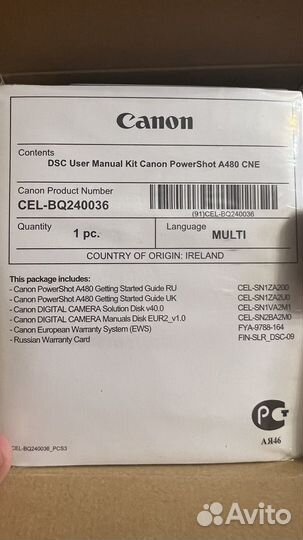 Canon
Contents
DSC User Manual Kit Canon PowerShot A480 CNE
Canon Product Number
CEL-BQ240036
(91)CEL-BQ240036
Quantity
1 pc.
Language
MULTI
COUNTRY OF ORIGIN: IRELAND
This package includes:
- Canon PowerShot A480 Getting Started Guide RU CEL-SN1ZA200
- Canon PowerShot A480 Getting Started Guide UK CEL-SN1ZA2U0
- Canon DIGITAL CAMERA Solution Disk v40.0 CEL-SN1VA2M1
- Canon DIGITAL CAMERA Manuals Disk EUR2_v1.0 CEL-SN2BA2M0
- Canon European Warranty System (EWS) FYA-9788-164
- Russian Warranty Card FIN-SLR_DSC-09
РСТ
АЯ46
CEL-BQ240036_PCS3
Avito